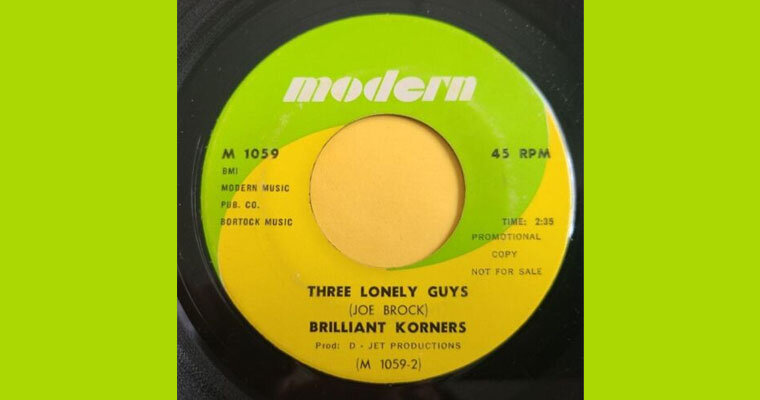 modern
M 1059
45 RPM
BMI
MODERN MUSIC
PUB. CO.
BORTOCK MUSIC
TIME: 2:35
PROMOTIONAL
COPY
NOT FOR SALE
THREE LONELY GUYS
(JOE BROCK)
BRILLIANT KORNERS
Prod: D - JET PRODUCTIONS
(M 1059-2)